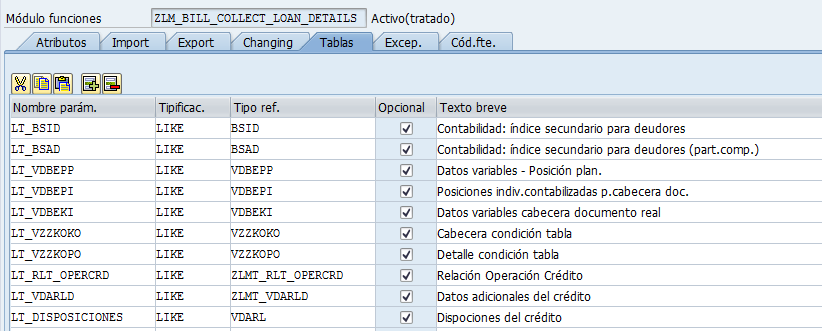 Módulo funciones ZLM_BILL_COLLECT_LOAN_DETAILS Activo(tratado)
Atributos Import Export Changing Tablas Excep. Cód.fte.
Nombre parám. Tipificac. Tipo ref. Opcional Texto breve
LT_BSID LIKE BSID Contabilidad: índice secundario para deudores
LT_BSAD LIKE BSAD Contabilidad: índice secundario para deudores (part.comp.)
LT_VDBEPP LIKE VDBEPP Datos variables - Posición plan.
LT_VDBEPI LIKE VDBEPI Posiciones indiv.contabilizadas p.cabecera doc.
LT_VDBEKI LIKE VDBEKI Datos variables cabecera documento real
LT_VZZKOKO LIKE VZZKOKO Cabecera condición tabla
LT_VZZKOPO LIKE VZZKOPO Detalle condición tabla
LT_RLT_OPERCRD LIKE ZLMT_RLT_OPERCRD Relación Operación Crédito
LT_VDARLD LIKE ZLMT_VDARLD Datos adicionales del crédito
LT_DISPOSICIONES LIKE VDARL Dispociones del crédito